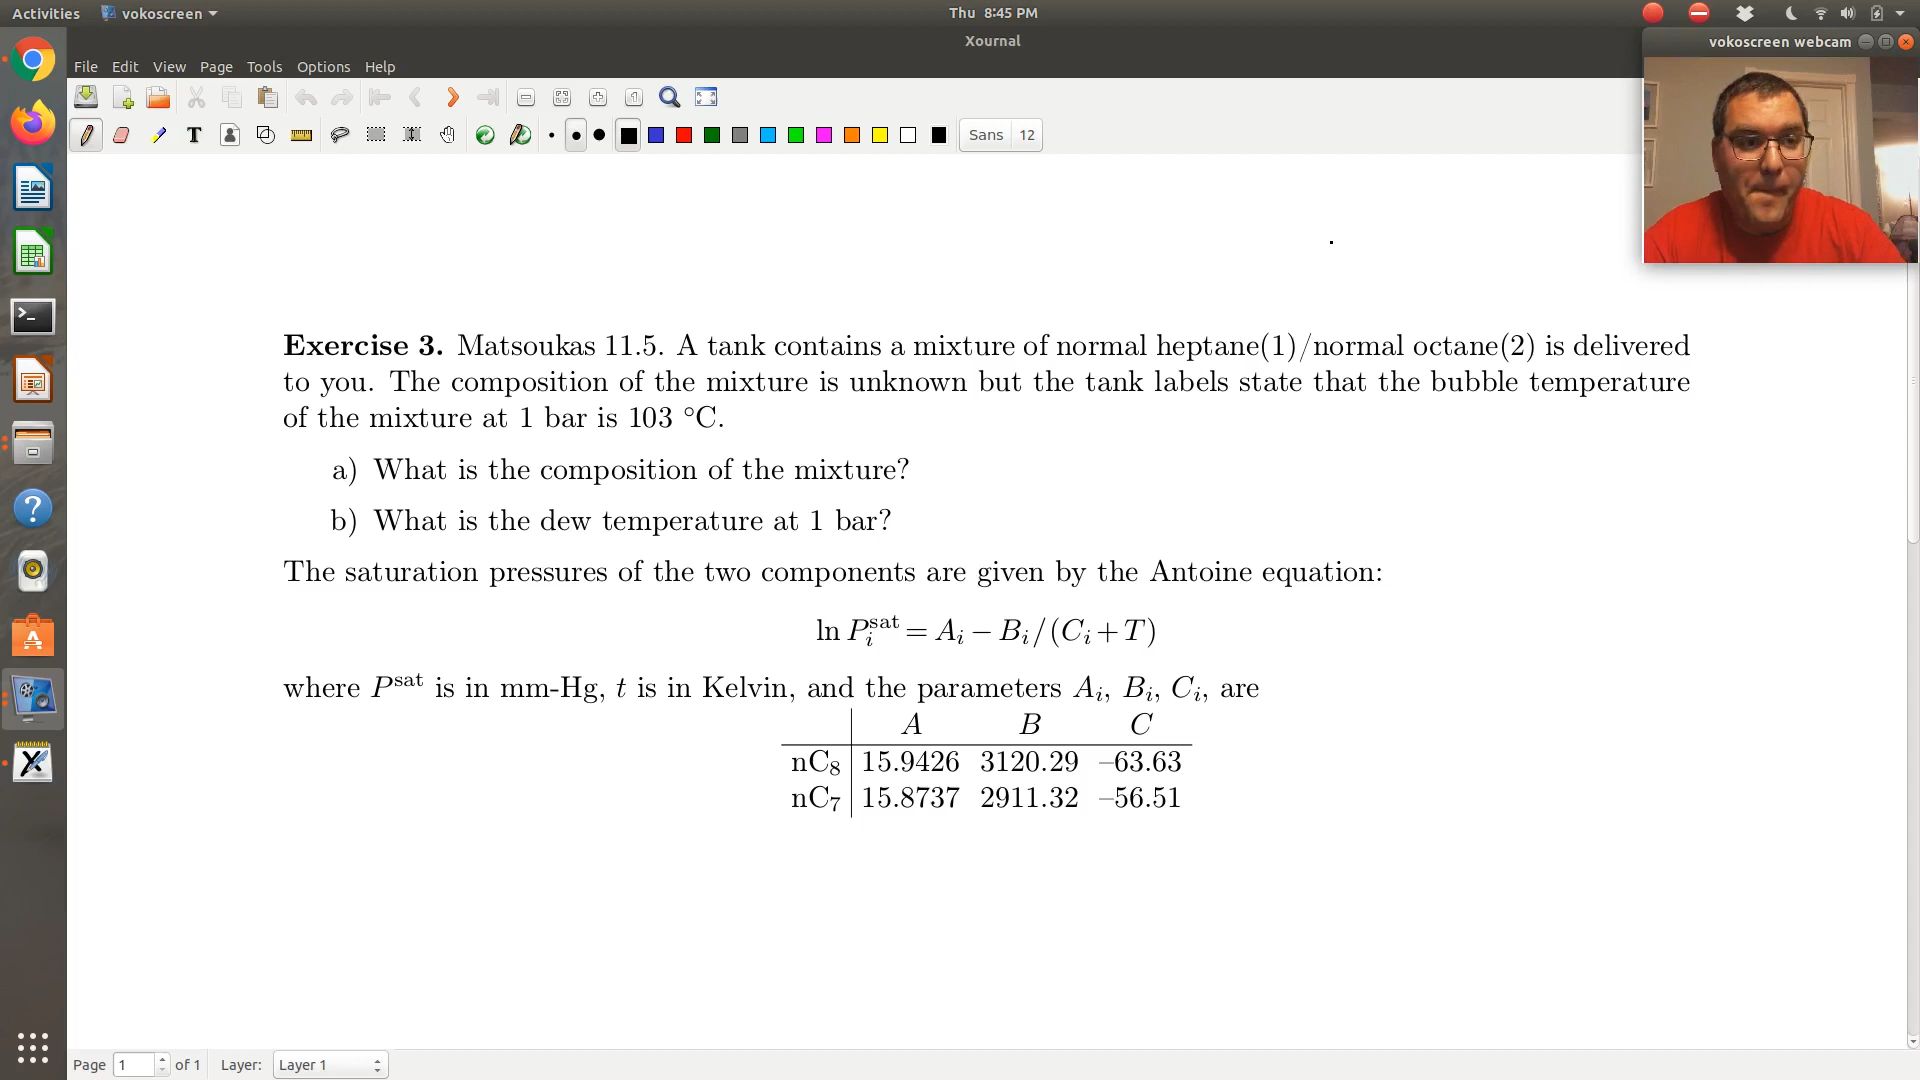 Activities vokoscreen Thu 8:45 PM
Xournal
vokoscreen webcam
File Edit View Page Tools Options Help
Sans 12
Exercise 3. Matsoukas 11.5. A tank contains a mixture of normal heptane(1)/normal octane(2) is delivered
to you. The composition of the mixture is unknown but the tank labels state that the bubble temperature
of the mixture at 1 bar is 103 °C.
a) What is the composition of the mixture?
b) What is the dew temperature at 1 bar?
The saturation pressures of the two components are given by the Antoine equation:
ln P_i^sat = A_i − B_i/(C_i + T)
where P^sat is in mm-Hg, t is in Kelvin, and the parameters A_i, B_i, C_i, are
A B C
nC₈ 15.9426 3120.29 –63.63
nC₇ 15.8737 2911.32 –56.51
Page 1 of 1 Layer: Layer 1